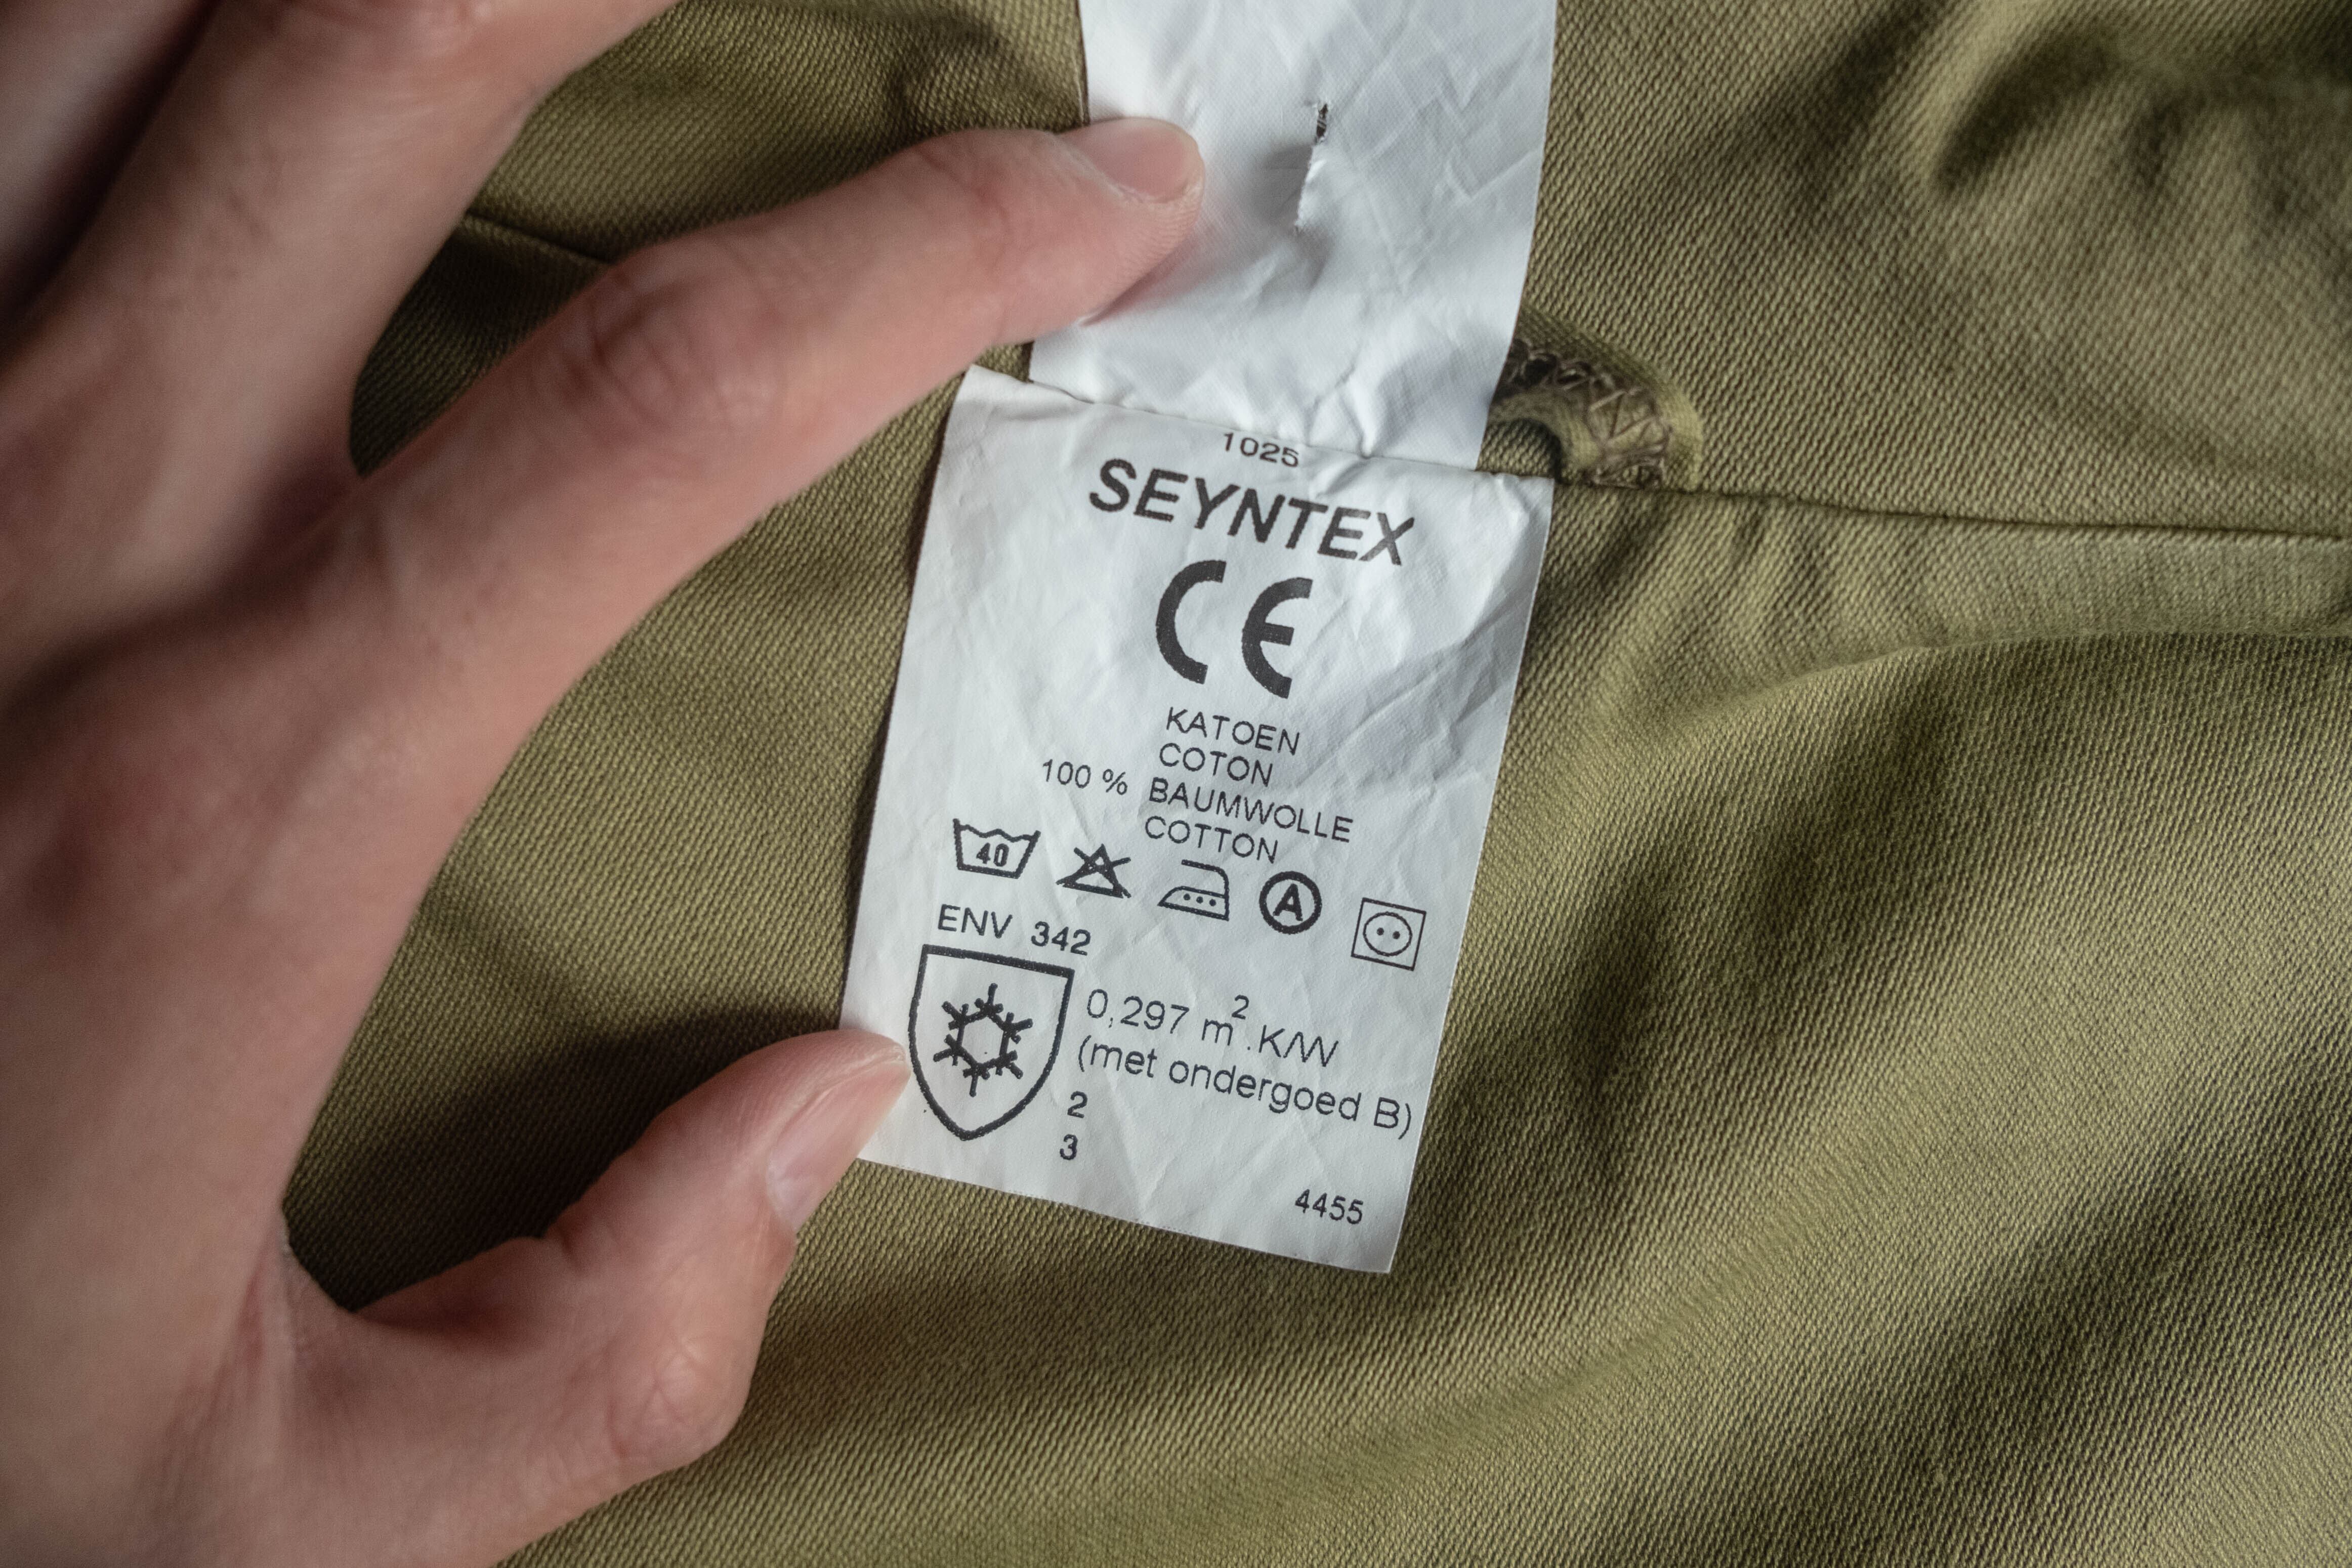 1025
SEYNTEX
CE
KATOEN
COTON
100 % BAUMWOLLE
COTTON
40 A
ENV 342
0,297 m².K/W
(met ondergoed B)
2
3
4455